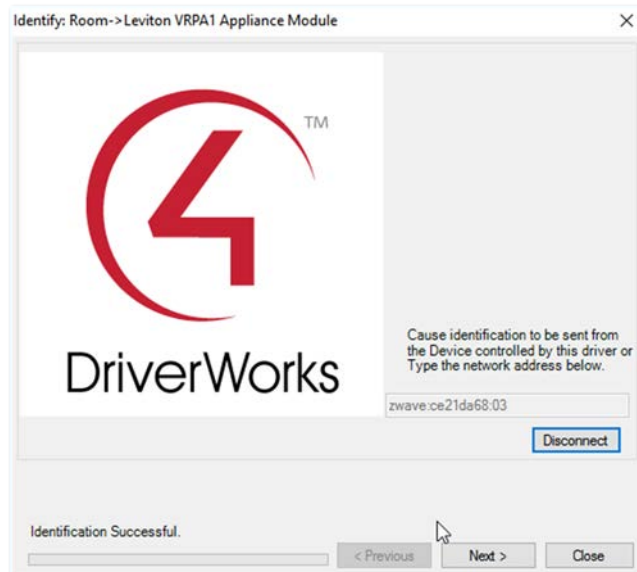 Identify: Room->Leviton VRPA1 Appliance Module
4
TM
DriverWorks
Cause identification to be sent from
the Device controlled by this driver or
Type the network address below.
zwave:ce21da68:03
Disconnect
Identification Successful.
< Previous
Next >
Close